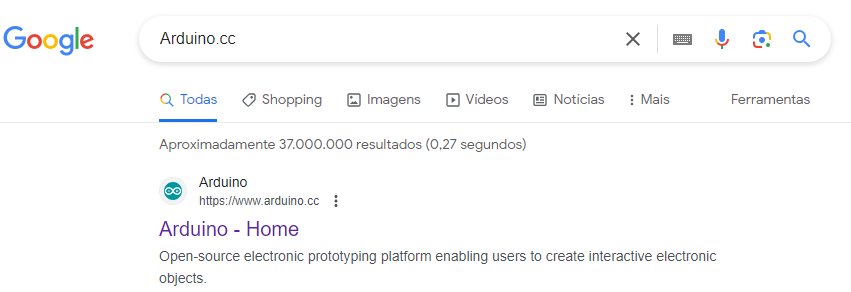 Google
Arduino.cc
Todas Shopping Imagens Vídeos Notícias Mais Ferramentas
Aproximadamente 37.000.000 resultados (0,27 segundos)
Arduino
https://www.arduino.cc
Arduino - Home
Open-source electronic prototyping platform enabling users to create interactive electronic
objects.